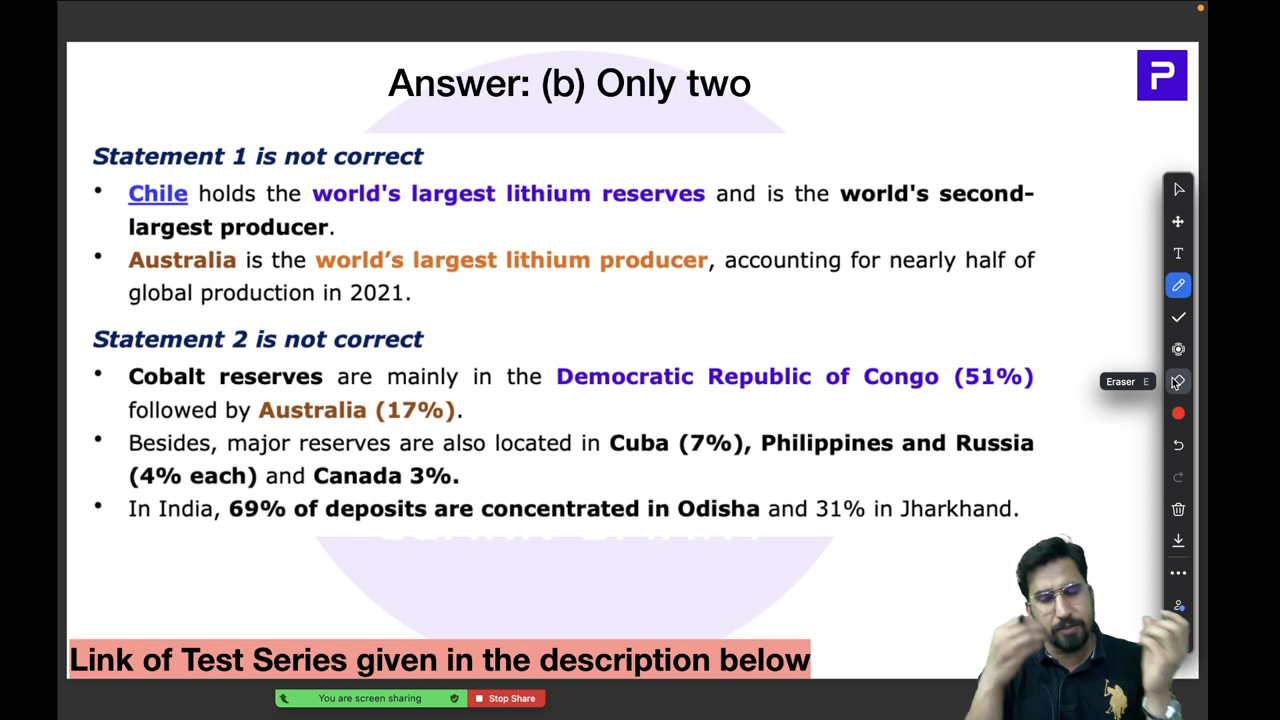 Answer: (b) Only two
P
Statement 1 is not correct
• Chile holds the world's largest lithium reserves and is the world's second-
largest producer.
• Australia is the world’s largest lithium producer, accounting for nearly half of
global production in 2021.
Statement 2 is not correct
• Cobalt reserves are mainly in the Democratic Republic of Congo (51%)
followed by Australia (17%).
• Besides, major reserves are also located in Cuba (7%), Philippines and Russia
(4% each) and Canada 3%.
• In India, 69% of deposits are concentrated in Odisha and 31% in Jharkhand.
T
Eraser E
Link of Test Series given in the description below
You are screen sharing
Stop Share